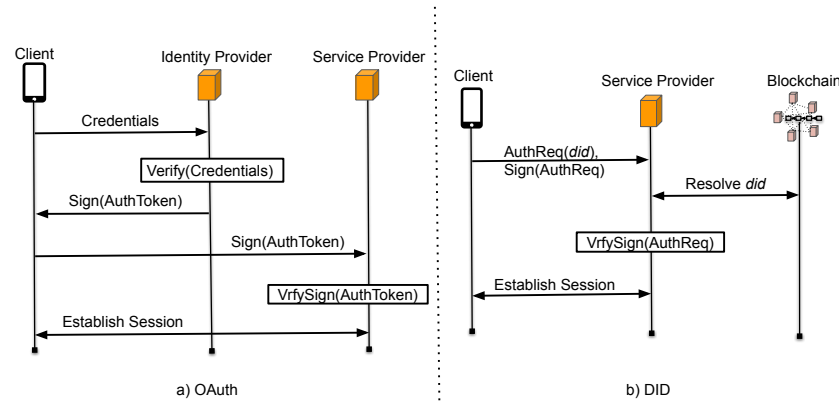 Client
Identity Provider
Service Provider
Credentials
Verify(Credentials)
Sign(AuthToken)
Sign(AuthToken)
VrfySign(AuthToken)
Establish Session
a) OAuth
Client
Service Provider
Blockchain
AuthReq(did),
Sign(AuthReq)
Resolve did
VrfySign(AuthReq)
Establish Session
b) DID